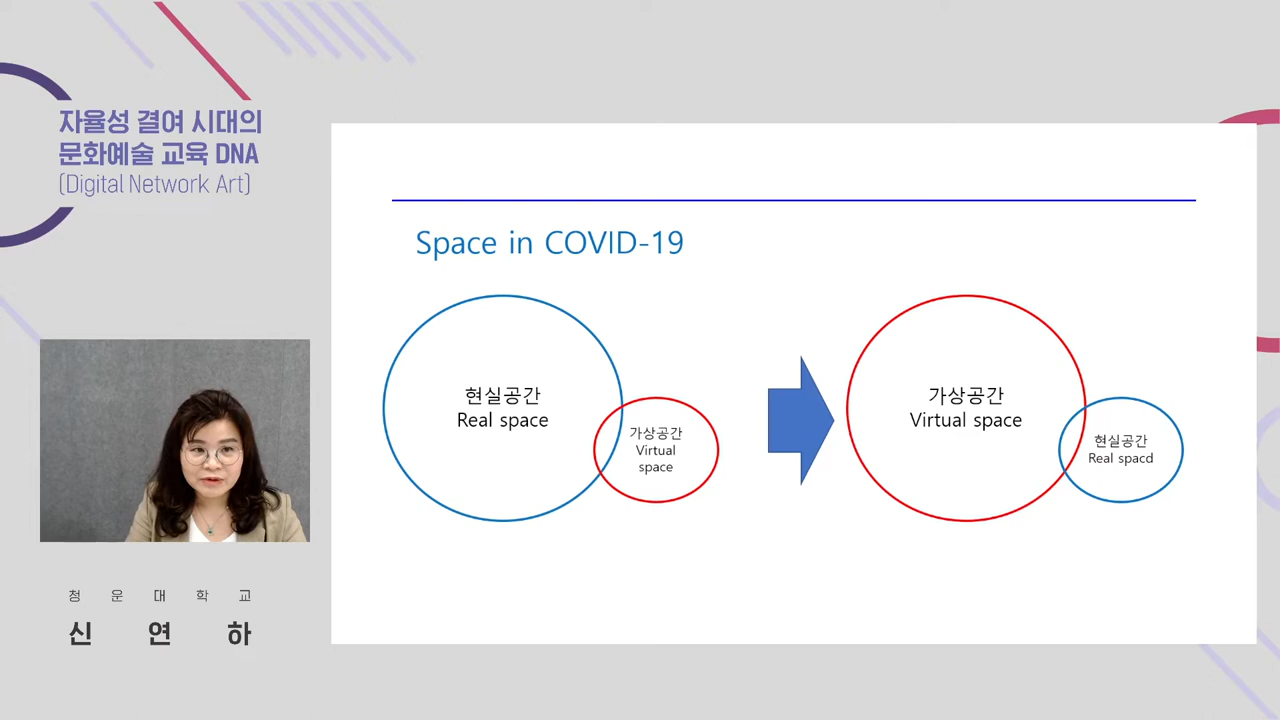 자율성 결여 시대의
문화예술 교육 DNA
(Digital Network Art)
청운대학교
신연하
Space in COVID-19
현실공간
Real space
가상공간
Virtual
space
가상공간
Virtual space
현실공간
Real spacd